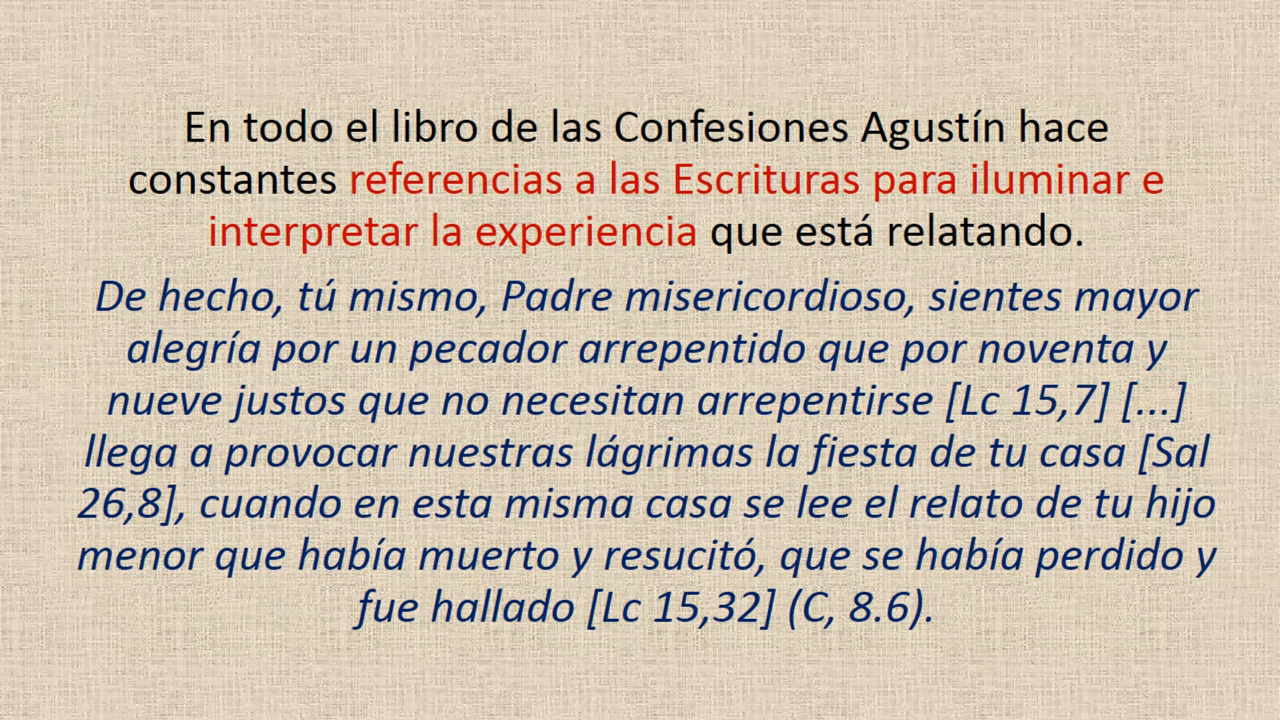 En todo el libro de las Confesiones Agustín hace
constantes referencias a las Escrituras para iluminar e
interpretar la experiencia que está relatando.
De hecho, tú mismo, Padre misericordioso, sientes mayor
alegría por un pecador arrepentido que por noventa y
nueve justos que no necesitan arrepentirse [Lc 15,7] [...]
llega a provocar nuestras lágrimas la fiesta de tu casa [Sal
26,8], cuando en esta misma casa se lee el relato de tu hijo
menor que había muerto y resucitó, que se había perdido y
fue hallado [Lc 15,32] (C, 8.6).